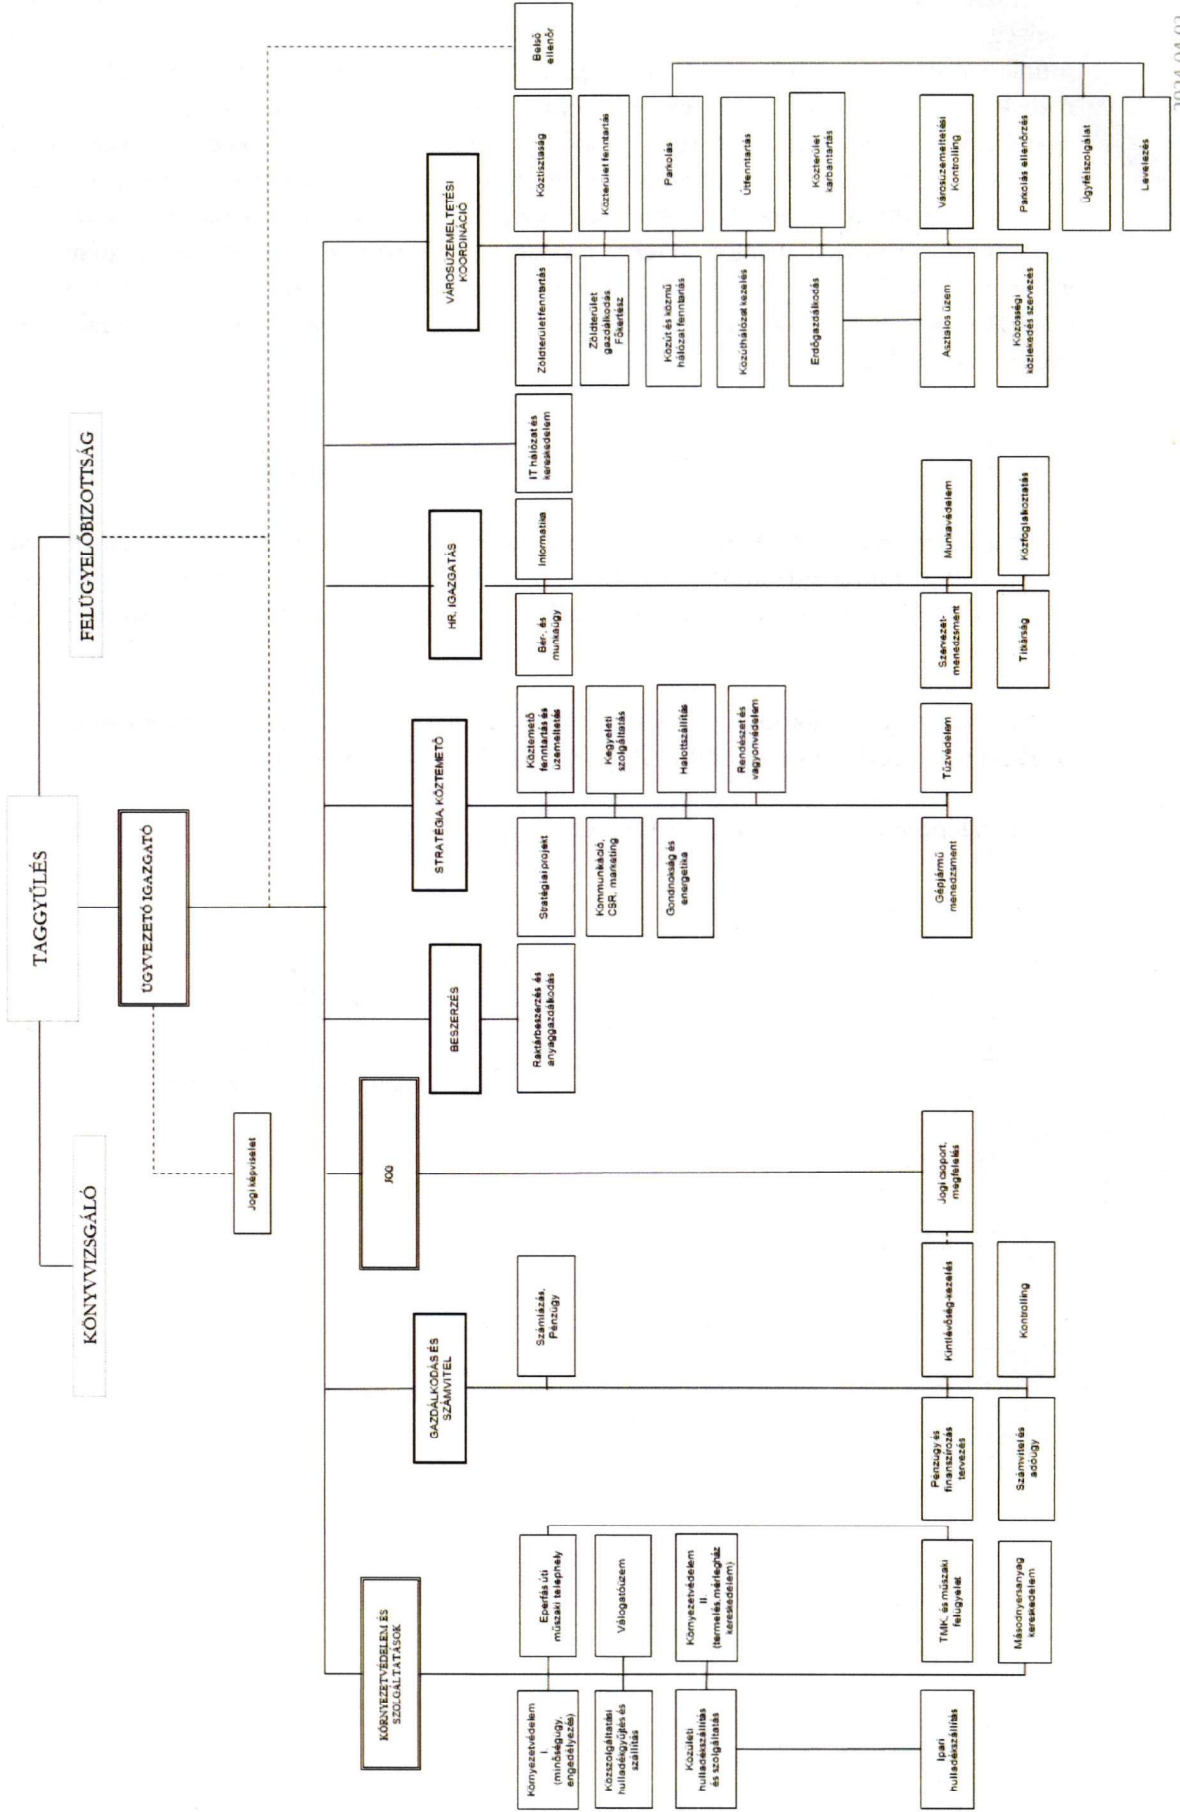 TAGGYŰLÉS
KÖNYVVIZSGÁLÓ
FELÜGYELŐBIZOTTSÁG
ÜGYVEZETŐ IGAZGATÓ
Jogi képviselet
KÖRNYEZETVÉDELEM ÉS
SZOLGÁLTATÁSOK
Környezetvédelem
I.
(minőségügy,
engedélyezés)
Eperfás úti
műszaki telephely
Közszolgáltatási
hulladékgyűjtés és
szállítás
Válogatóüzem
Közületi
hulladékszállítás
és szolgáltatás
Környezetvédelem
II.
(termelés,mérlegház
kereskedelem)
Ipari
hulladékszállítás
TMK, és műszaki
felügyelet
Másodnyersanyag
kereskedelem
GAZDÁLKODÁS ÉS
SZÁMVITEL
Számlázás,
Pénzügy
Pénzügy és
finanszírozás
tervezés
Kintlévőség-kezelés
Számvitel és
adóügy
Kontrolling
JOG
Jogi csoport,
megfelelés
BESZERZÉS
Raktárbeszerzés és
anyaggazdálkodás
STRATÉGIA, KÖZTEMETŐ
Stratégiai projekt
Köztemető
fenntartás és
üzemeltetés
Kommunikáció,
CSR, marketing
Kegyeleti
szolgáltatás
Gondnokság és
energetika
Halottszállítás
Rendészet és
vagyonvédelem
Gépjármű
menedzsment
Tűzvédelem
HR. IGAZGATÁS
Bér-, és
munkaügy
Informatika
Szervezet-
menedzsment
Munkavédelem
Titkárság
Közfoglalkoztatás
IT hálózat és
kereskedelem
VÁROSÜZEMELTETÉSI
KOORDINÁCIÓ
Zöldterület fenntartás
Köztisztaság
Zöldterület
gazdálkodás
Főkertész
Közterület fenntartás
Közút és közmű
hálózat fenntartás
Parkolás
Közúthálózat kezelés
Útfenntartás
Erdőgazdálkodás
Közterület
karbantartás
Asztalos üzem
Városüzemeltetési
Kontrolling
Közösségi
közlekedés szervezés
Parkolás ellenőrzés
Ügyfélszolgálat
Levelezés
Belső
ellenőr